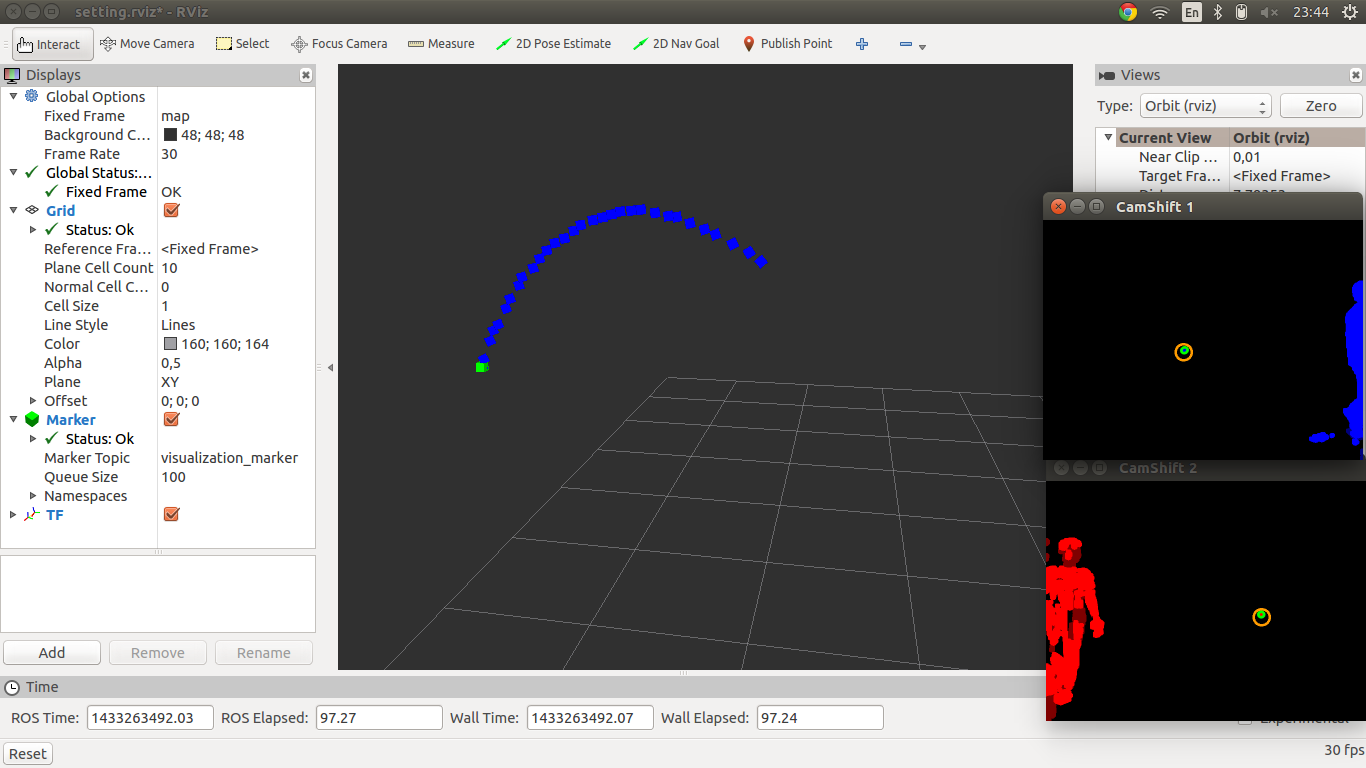 setting.rviz* - RViz
En
23:44
Interact
Move Camera
Select
Focus Camera
Measure
2D Pose Estimate
2D Nav Goal
Publish Point
Displays
Global Options
Fixed Frame map
Background C... 48; 48; 48
Frame Rate 30
Global Status:...
Fixed Frame OK
Grid
Status: Ok
Reference Fra... <Fixed Frame>
Plane Cell Count 10
Normal Cell C... 0
Cell Size 1
Line Style Lines
Color 160; 160; 164
Alpha 0,5
Plane XY
Offset 0; 0; 0
Marker
Status: Ok
Marker Topic visualization_marker
Queue Size 100
Namespaces
TF
Add
Remove
Rename
Views
Type: Orbit (rviz) Zero
Current View Orbit (rviz)
Near Clip ... 0,01
Target Fra... <Fixed Frame>
CamShift 1
CamShift 2
Time
ROS Time: 1433263492.03 ROS Elapsed: 97.27 Wall Time: 1433263492.07 Wall Elapsed: 97.24
Reset
30 fps